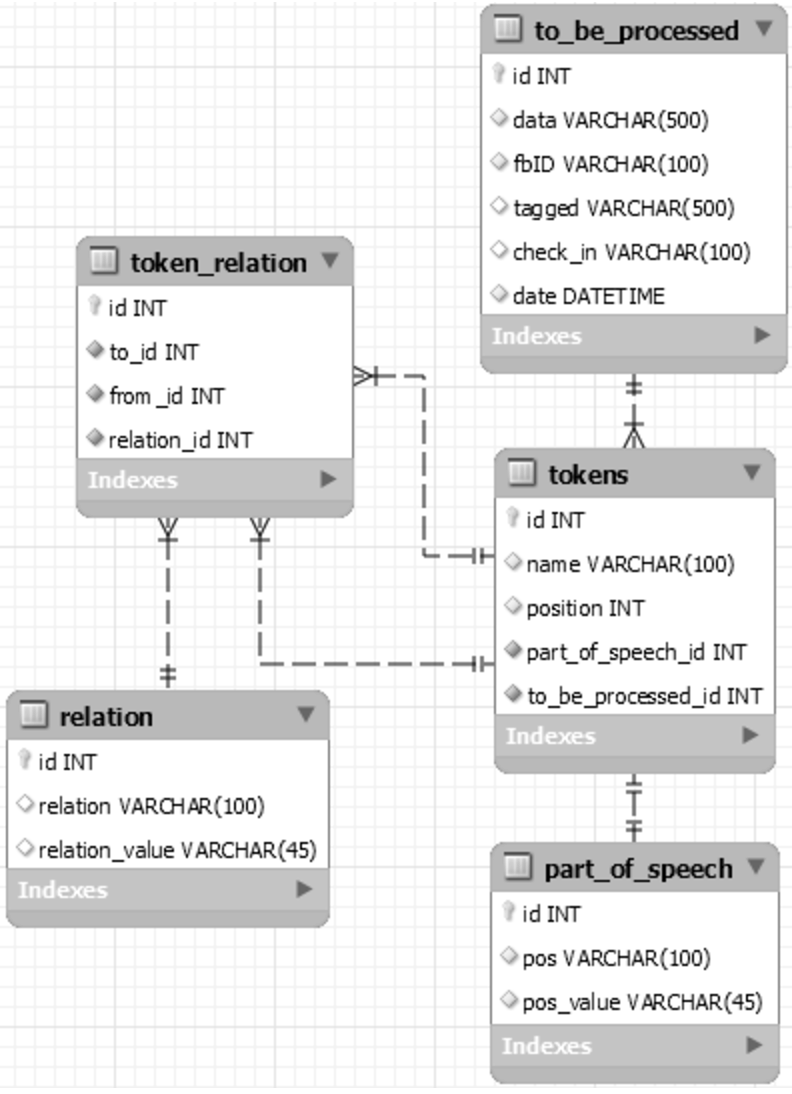 to_be_processed
id INT
data VARCHAR(500)
fbID VARCHAR(100)
tagged VARCHAR(500)
check_in VARCHAR(100)
date DATETIME
Indexes
token_relation
id INT
to_id INT
from_id INT
relation_id INT
Indexes
tokens
id INT
name VARCHAR(100)
position INT
part_of_speech_id INT
to_be_processed_id INT
Indexes
relation
id INT
relation VARCHAR(100)
relation_value VARCHAR(45)
Indexes
part_of_speech
id INT
pos VARCHAR(100)
pos_value VARCHAR(45)
Indexes